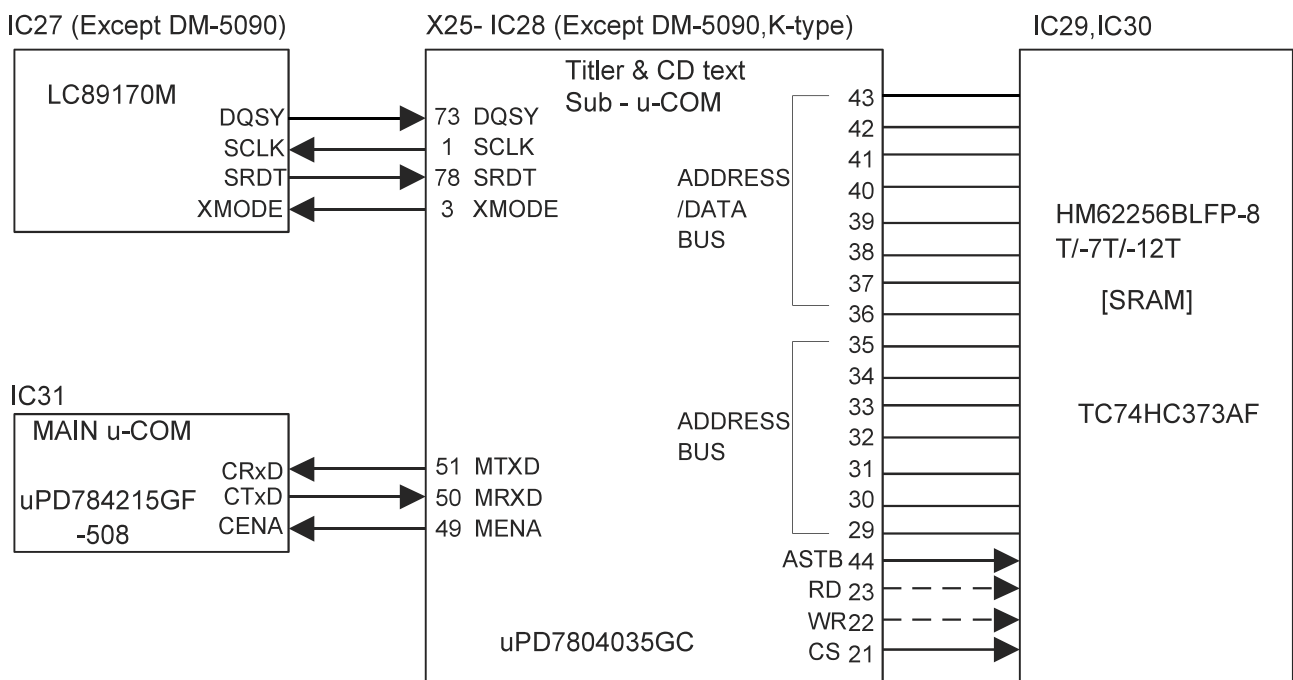 IC27 (Except DM-5090)
LC89170M
DQSY
SCLK
SRDT
XMODE
IC31
MAIN u-COM
uPD784215GF
-508
CRxD
CTxD
CENA
X25- IC28 (Except DM-5090,K-type)
Titler & CD text
Sub - u-COM
73 DQSY
1 SCLK
78 SRDT
3 XMODE
51 MTXD
50 MRXD
49 MENA
ADDRESS
/DATA
BUS
43
42
41
40
39
38
37
36
ADDRESS
BUS
35
34
33
32
31
30
29
ASTB 44
RD 23
WR22
CS 21
uPD7804035GC
IC29,IC30
HM62256BLFP-8
T/-7T/-12T
[SRAM]
TC74HC373AF